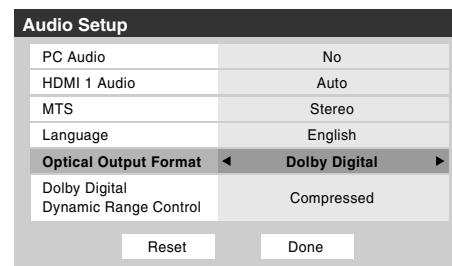 Audio Setup
PC Audio No
HDMI 1 Audio Auto
MTS Stereo
Language English
Optical Output Format Dolby Digital
Dolby Digital
Dynamic Range Control Compressed
Reset Done